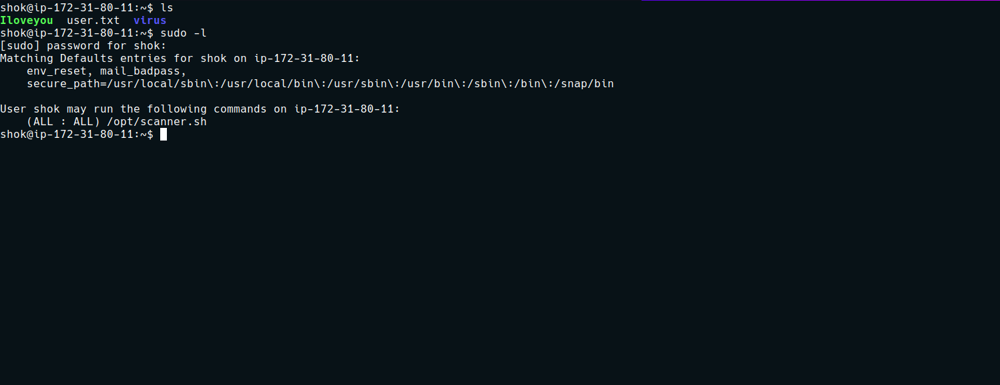 shok@ip-172-31-80-11:~$ ls
Iloveyou  user.txt  virus
shok@ip-172-31-80-11:~$ sudo -l
[sudo] password for shok:
Matching Defaults entries for shok on ip-172-31-80-11:
    env_reset, mail_badpass,
    secure_path=/usr/local/sbin\:/usr/local/bin\:/usr/sbin\:/usr/bin\:/sbin\:/bin\:/snap/bin

User shok may run the following commands on ip-172-31-80-11:
    (ALL : ALL) /opt/scanner.sh
shok@ip-172-31-80-11:~$